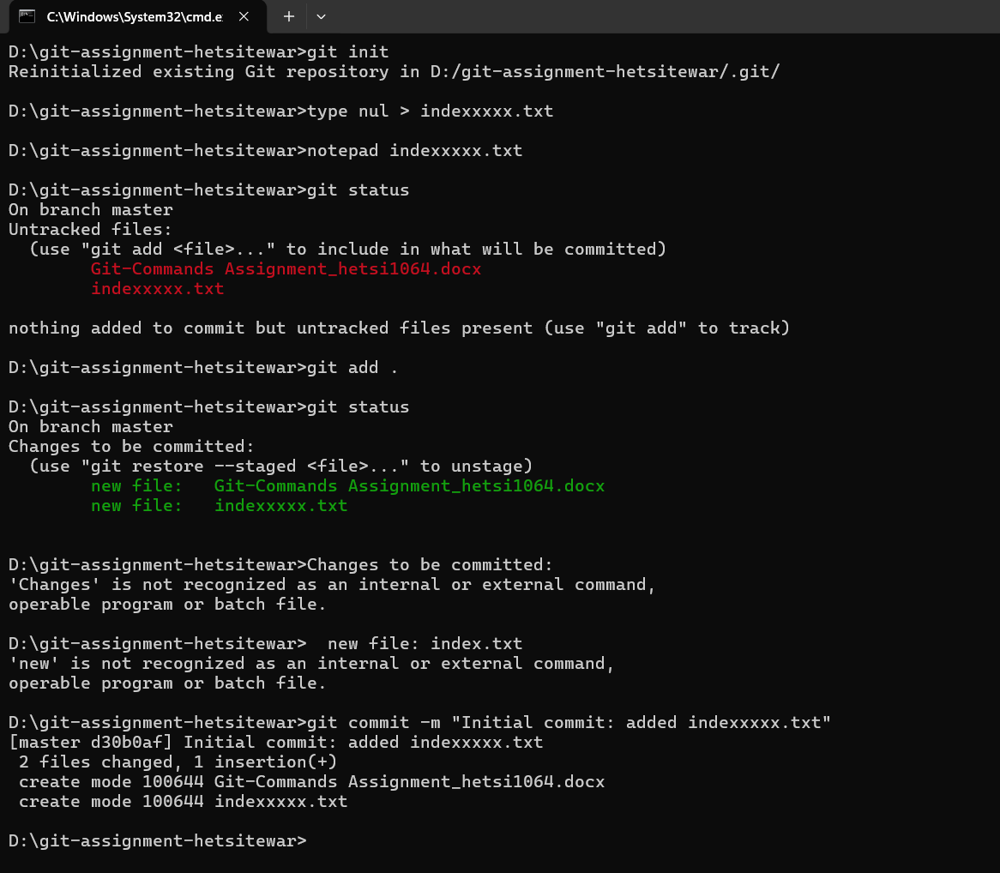 C:\Windows\System32\cmd.e
D:\git-assignment-hetsitewar>git init
Reinitialized existing Git repository in D:/git-assignment-hetsitewar/.git/
D:\git-assignment-hetsitewar>type nul > indexxxxx.txt
D:\git-assignment-hetsitewar>notepad indexxxxx.txt
D:\git-assignment-hetsitewar>git status
On branch master
Untracked files:
  (use "git add <file>..." to include in what will be committed)
        Git-Commands Assignment_hetsi1064.docx
        indexxxxx.txt
nothing added to commit but untracked files present (use "git add" to track)
D:\git-assignment-hetsitewar>git add .
D:\git-assignment-hetsitewar>git status
On branch master
Changes to be committed:
  (use "git restore --staged <file>..." to unstage)
        new file:   Git-Commands Assignment_hetsi1064.docx
        new file:   indexxxxx.txt
D:\git-assignment-hetsitewar>Changes to be committed:
'Changes' is not recognized as an internal or external command,
operable program or batch file.
D:\git-assignment-hetsitewar>  new file: index.txt
'new' is not recognized as an internal or external command,
operable program or batch file.
D:\git-assignment-hetsitewar>git commit -m "Initial commit: added indexxxxx.txt"
[master d30b0af] Initial commit: added indexxxxx.txt
 2 files changed, 1 insertion(+)
 create mode 100644 Git-Commands Assignment_hetsi1064.docx
 create mode 100644 indexxxxx.txt
D:\git-assignment-hetsitewar>